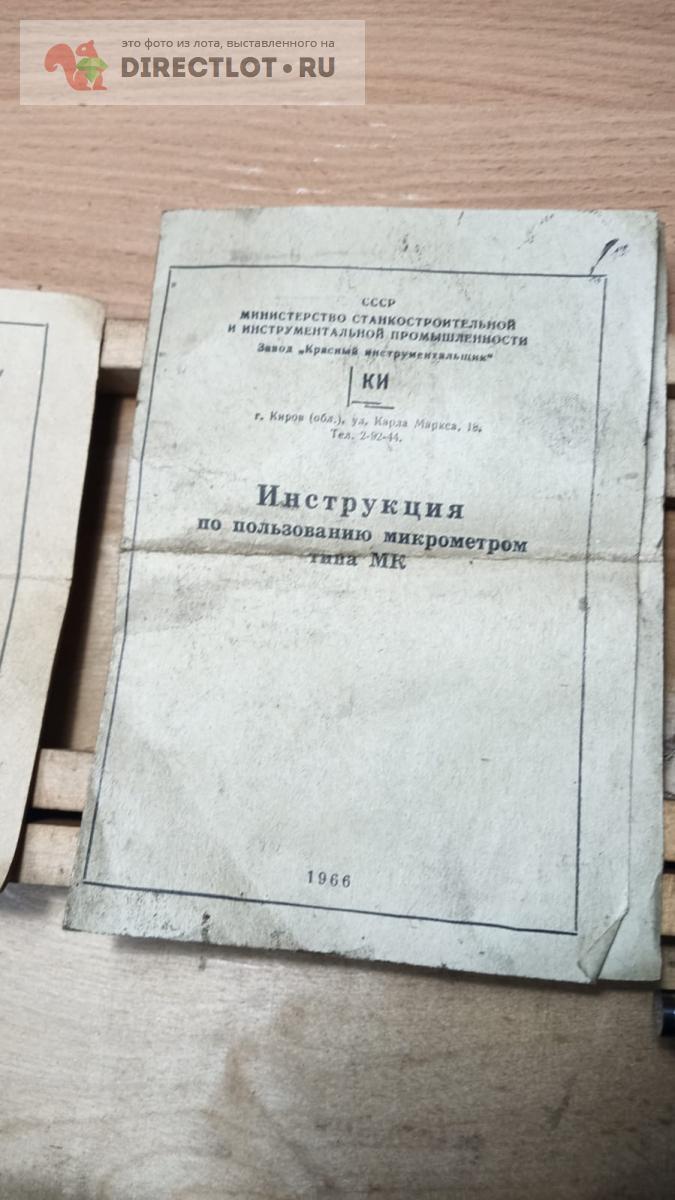 это фото из лота, выставленного на
DIRECTLOT.RU
СССР
МИНИСТЕРСТВО СТАНКОСТРОИТЕЛЬНОЙ
И ИНСТРУМЕНТАЛЬНОЙ ПРОМЫШЛЕННОСТИ
Завод „Красный инструментальщик"
КИ
г. Киров (обл.), ул. Карла Маркса, 18,
Тел. 2-92-44.
Инструкция
по пользованию микрометром
типа МК
1966